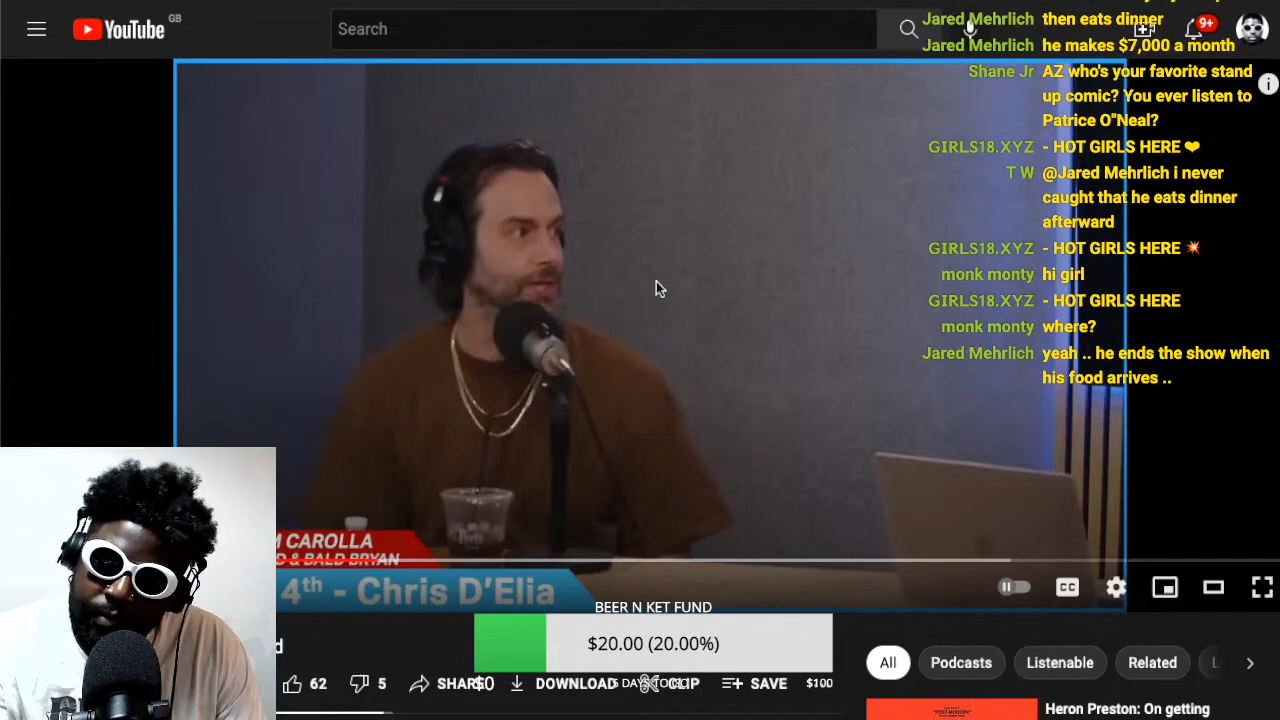 YouTube GB
Search
9+
Jared Mehrlich then eats dinner
Jared Mehrlich he makes $7,000 a month
Shane Jr AZ who's your favorite stand
up comic? You ever listen to
Patrice O"Neal?
GIRLS18.XYZ - HOT GIRLS HERE ❤
T W @Jared Mehrlich i never
caught that he eats dinner
afterward
GIRLS18.XYZ - HOT GIRLS HERE 💥
monk monty hi girl
GIRLS18.XYZ - HOT GIRLS HERE
monk monty where?
Jared Mehrlich yeah .. he ends the show when
his food arrives ..
M CAROLLA
D & BALD BRYAN
4th - Chris D'Elia
CC
BEER N KET FUND
$20.00 (20.00%)
$0
$100
62
5
DOWNLOAD
CLIP
SAVE
All
Podcasts
Listenable
Related
Heron Preston: On getting